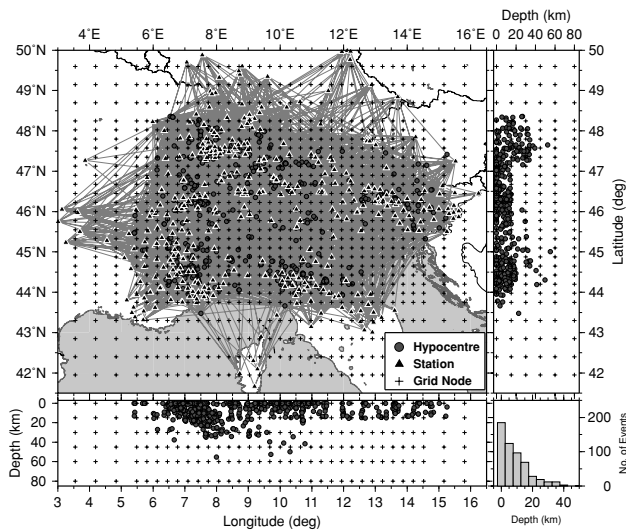 Depth (km)
4°E 6°E 8°E 10°E 12°E 14°E 16°E 0 20 40 60 80
50°N 50
49°N 49
48°N 48
47°N 47
46°N 46
45°N 45
44°N 44
43°N 43
42°N 42
Latitude (deg)
Hypocentre
Station
Grid Node
0
20
40
60
80
Depth (km)
3 4 5 6 7 8 9 10 11 12 13 14 15 16
Longitude (deg)
200
100
0
No. of Events
0 20 40
Depth (km)